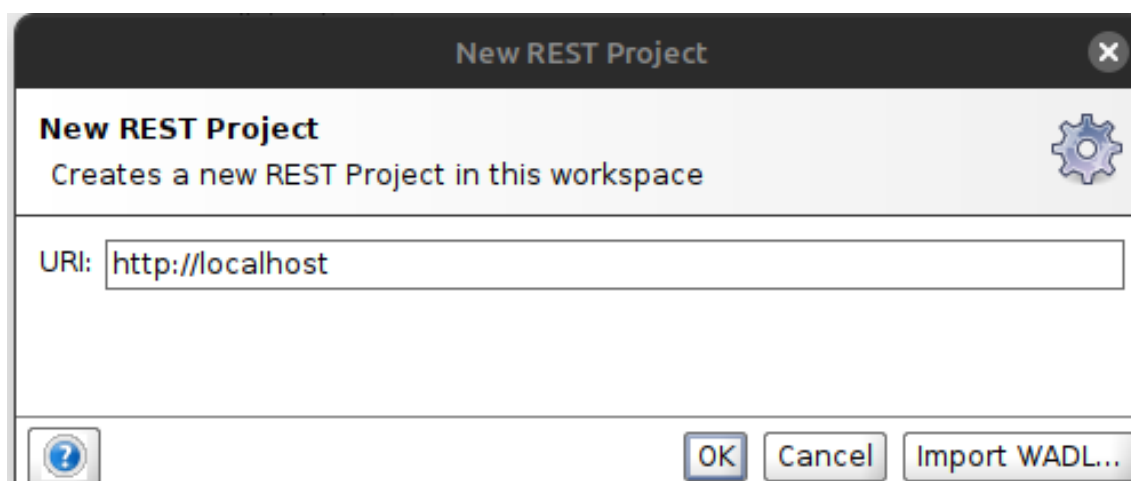 New REST Project
New REST Project
Creates a new REST Project in this workspace
URI: http://localhost
OK Cancel Import WADL...